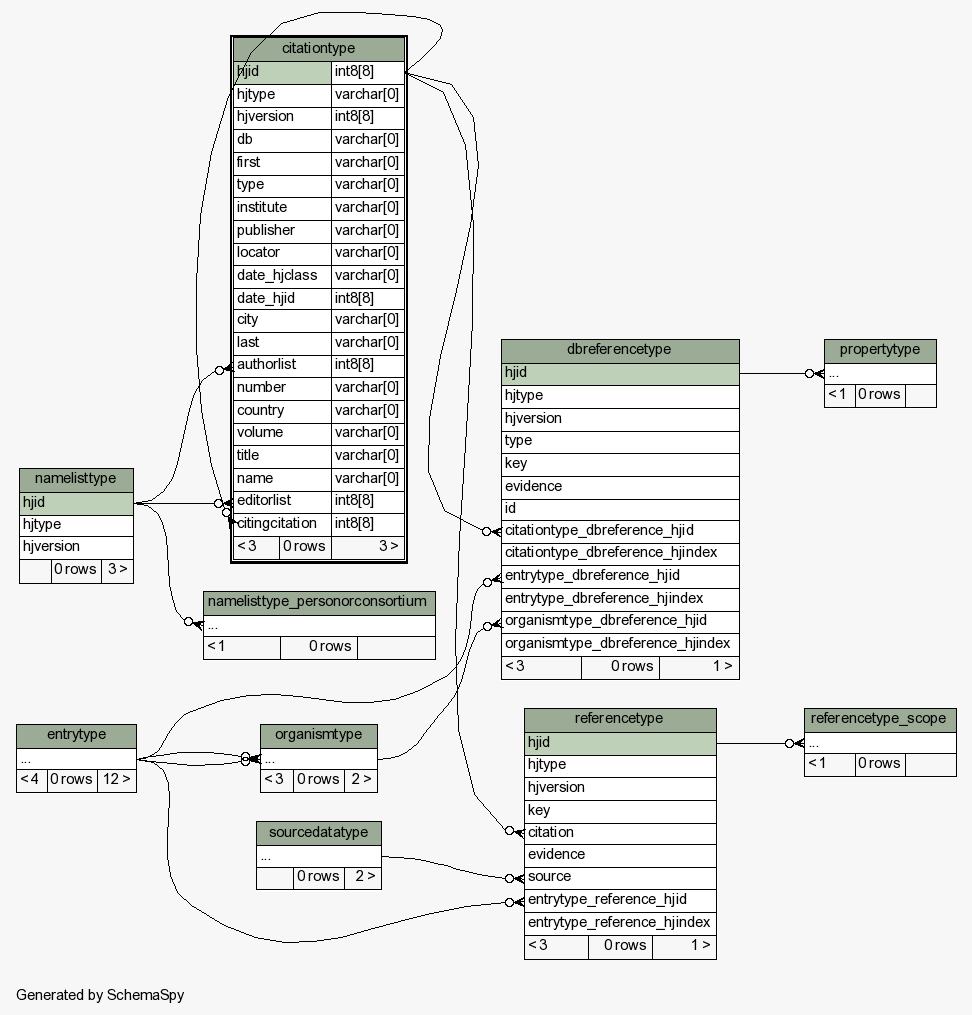 citiontype
hjid int8[8]
hjtype varchar[0]
hjversion int8[8]
db varchar[0]
first varchar[0]
type varchar[0]
institute varchar[0]
publisher varchar[0]
locator varchar[0]
date_hjclass varchar[0]
date_hjid int8[8]
city varchar[0]
last varchar[0]
authorlist int8[8]
number varchar[0]
country varchar[0]
volume varchar[0]
title varchar[0]
name varchar[0]
editorlist int8[8]
citingcitation int8[8]
< 3 0 rows 3 >
dbreferencetype
hjid
hjtype
hjversion
type
key
evidence
id
citationtype_dbreference_hjid
citationtype_dbreference_hjindex
entrytype_dbreference_hjid
entrytype_dbreference_hjindex
organismtype_dbreference_hjid
organismtype_dbreference_hjindex
< 3 0 rows 1 >
propertytype
...
< 1 0 rows
namelisttype
hjid
hjtype
hjversion
0 rows 3 >
namelisttype_personorconsortium
...
< 1 0 rows
entrytype
...
< 4 0 rows 12 >
organismtype
...
< 3 0 rows 2 >
sourcedatatype
...
0 rows 2 >
referencetype
hjid
hjtype
hjversion
key
citation
evidence
source
entrytype_reference_hjid
entrytype_reference_hjindex
< 3 0 rows 1 >
referencetype_scope
...
< 1 0 rows
Generated by SchemaSpy